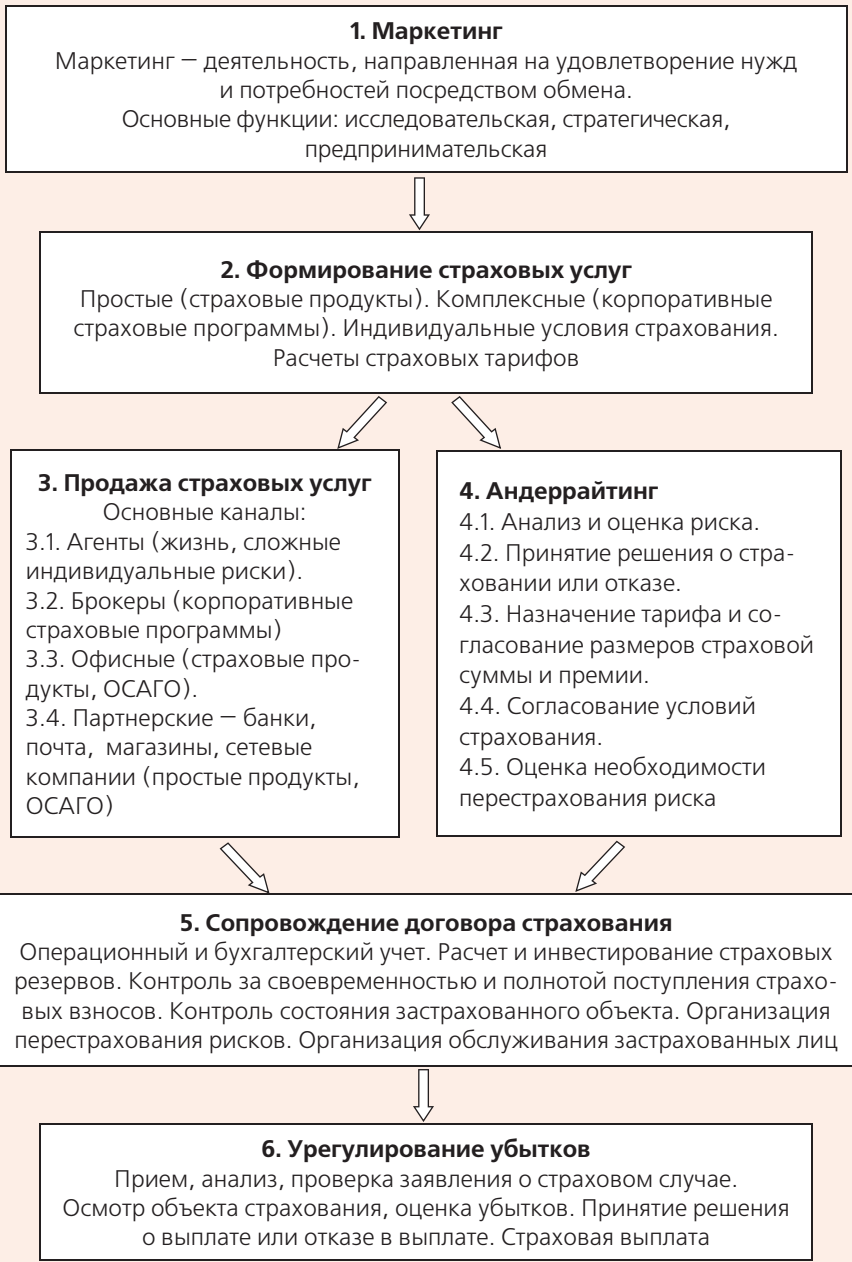 1. Маркетинг
Маркетинг — деятельность, направленная на удовлетворение нужд
и потребностей посредством обмена.
Основные функции: исследовательская, стратегическая,
предпринимательская
2. Формирование страховых услуг
Простые (страховые продукты). Комплексные (корпоративные
страховые программы). Индивидуальные условия страхования.
Расчеты страховых тарифов
3. Продажа страховых услуг
Основные каналы:
3.1. Агенты (жизнь, сложные
индивидуальные риски).
3.2. Брокеры (корпоративные
страховые программы)
3.3. Офисные (страховые про-
дукты, ОСАГО).
3.4. Партнерские — банки,
почта, магазины, сетевые
компании (простые продукты,
ОСАГО)
4. Андеррайтинг
4.1. Анализ и оценка риска.
4.2. Принятие решения о стра-
ховании или отказе.
4.3. Назначение тарифа и со-
гласование размеров страховой
суммы и премии.
4.4. Согласование условий
страхования.
4.5. Оценка необходимости
перестрахования риска
5. Сопровождение договора страхования
Операционный и бухгалтерский учет. Расчет и инвестирование страховых
резервов. Контроль за своевременностью и полнотой поступления страхо-
вых взносов. Контроль состояния застрахованного объекта. Организация
перестрахования рисков. Организация обслуживания застрахованных лиц
6. Урегулирование убытков
Прием, анализ, проверка заявления о страховом случае.
Осмотр объекта страхования, оценка убытков. Принятие решения
о выплате или отказе в выплате. Страховая выплата